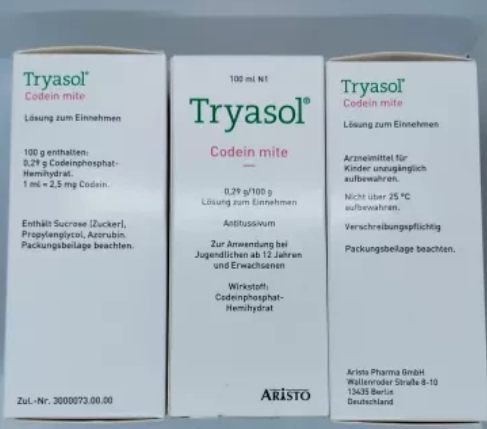 Tryasol®
Codein mite
Lösung zum Einnehmen
100 g enthalten:
0,29 g Codeinphosphat-
Hemihydrat.
1 ml = 2,5 mg Codein.
Enthält Sucrose (Zucker),
Propylenglycol, Azorubin.
Packungsbeilage beachten.
Zul.-Nr. 3000073.00.00
100 ml N1
Tryasol®
Codein mite
0,29 g/100 g
Lösung zum Einnehmen
Antitussivum
Zur Anwendung bei
Jugendlichen ab 12 Jahren
und Erwachsenen
Wirkstoff:
Codeinphosphat-
Hemihydrat
ARISTO
Tryasol®
Codein mite
Lösung zum Einnehmen
Arzneimittel für
Kinder unzugänglich
aufbewahren.
Nicht über 25 °C
aufbewahren.
Verschreibungspflichtig
Packungsbeilage beachten.
Aristo Pharma GmbH
Wallenroder Straße 8-10
13435 Berlin
Deutschland